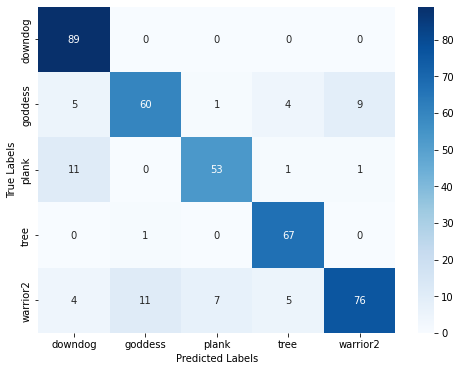 True Labels
downdog
89 0 0 0 0
goddess
5 60 1 4 9
plank
11 0 53 1 1
tree
0 1 0 67 0
warrior2
4 11 7 5 76
downdog goddess plank tree warrior2
Predicted Labels
80
70
60
50
40
30
20
10
0